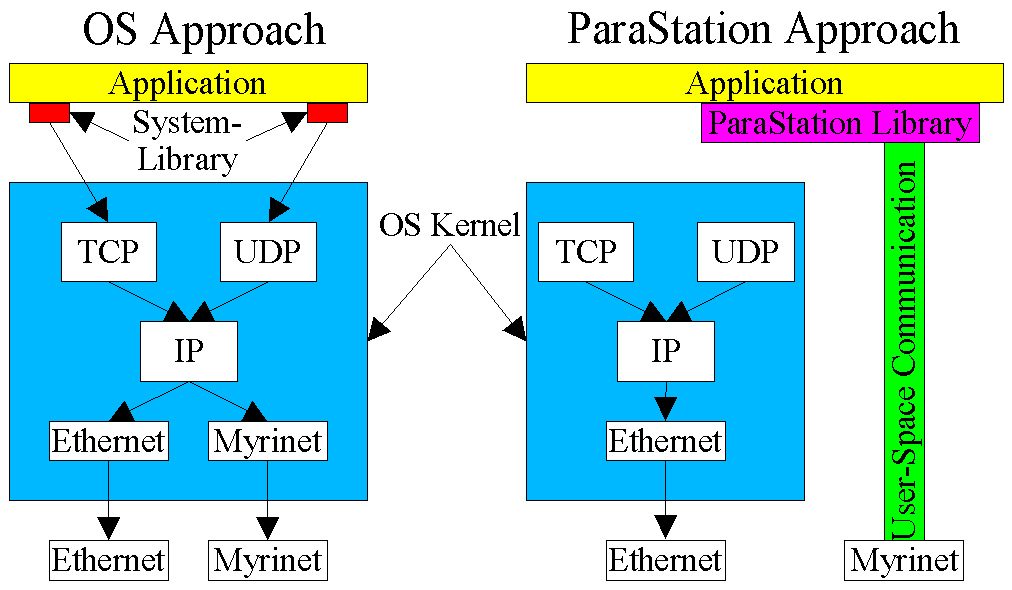 OS Approach
ParaStation Approach
Application
Application
System-
Library
ParaStation Library
OS Kernel
TCP
UDP
TCP
UDP
IP
IP
User-Space Communication
Ethernet
Myrinet
Ethernet
Ethernet
Myrinet
Ethernet
Myrinet